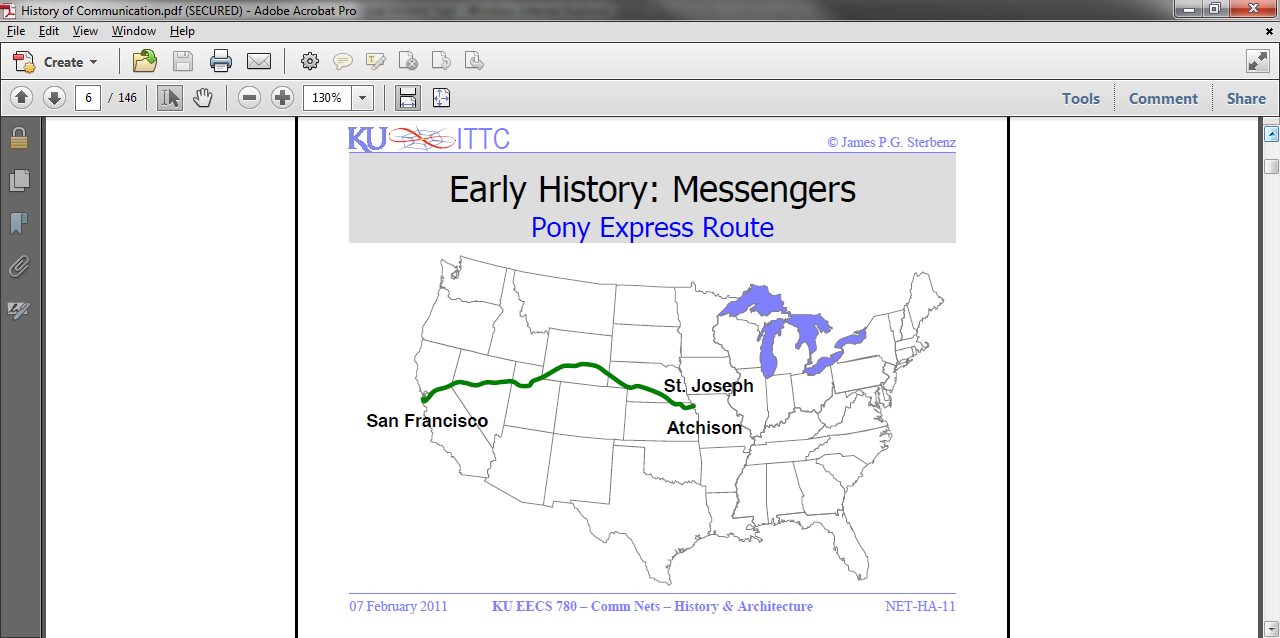 History of Communication.pdf (SECURED) - Adobe Acrobat Pro
File Edit View Window Help
Create
6 / 146 130% Tools Comment Share
KU ITTC © James P.G. Sterbenz
Early History: Messengers
Pony Express Route
St. Joseph
San Francisco
Atchison
07 February 2011 KU EECS 780 – Comm Nets – History & Architecture NET-HA-11